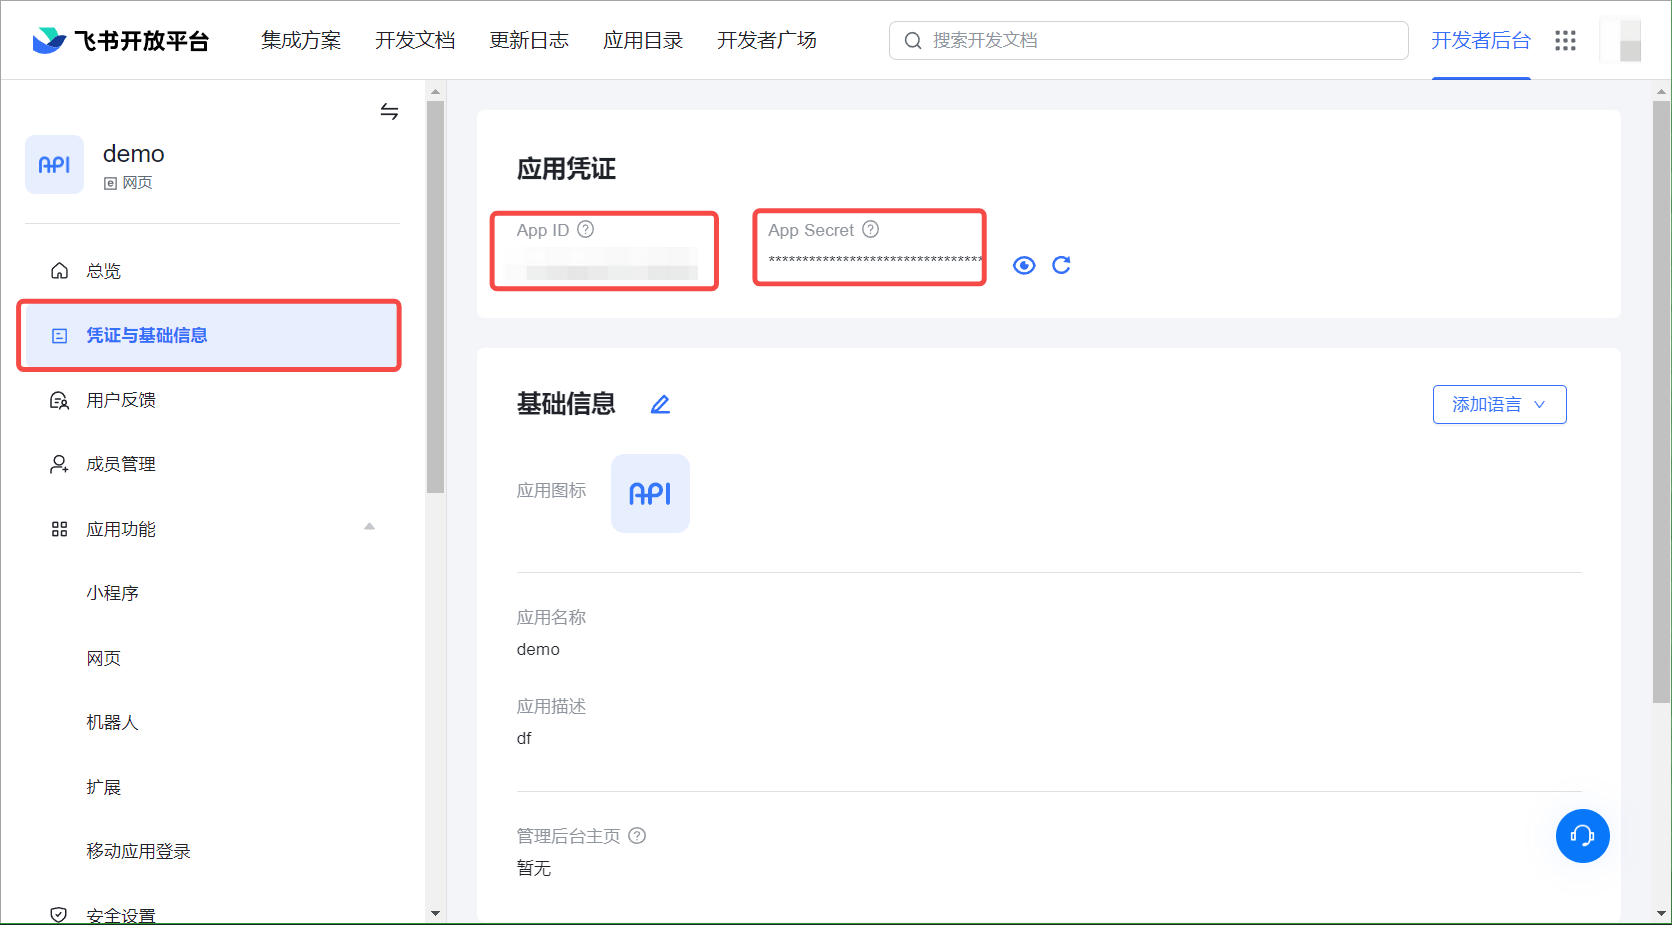 飞书开放平台
集成方案
开发文档
更新日志
应用目录
开发者广场
搜索开发文档
开发者后台
API
demo
网页
总览
凭证与基础信息
用户反馈
成员管理
应用功能
小程序
网页
机器人
扩展
移动应用登录
安全设置
应用凭证
App ID
App Secret
********************************
基础信息
添加语言
应用图标
API
应用名称
demo
应用描述
df
管理后台主页
暂无